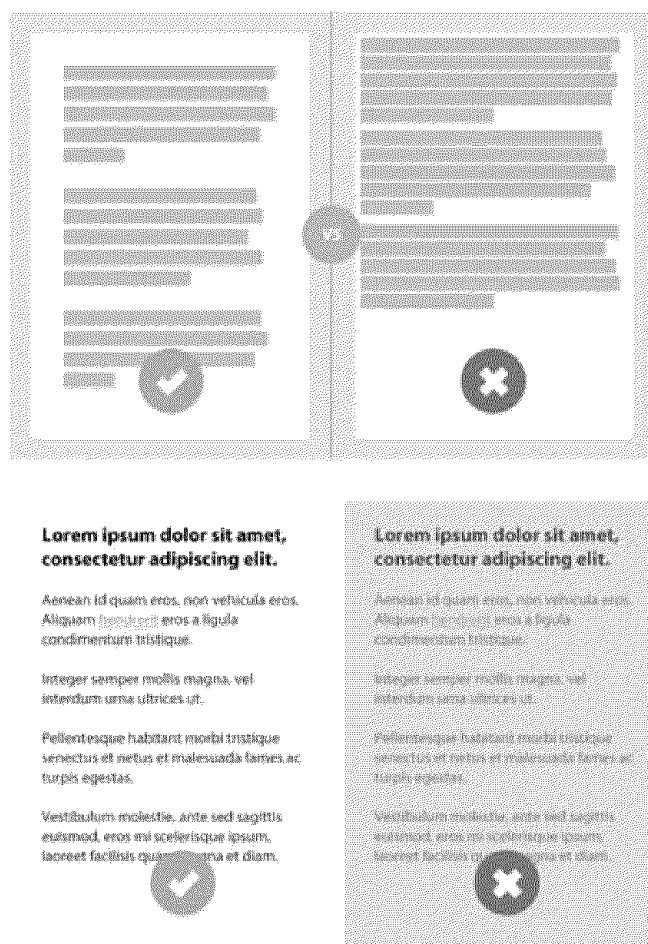 VS
Lorem ipsum dolor sit amet,
consectetur adipiscing elit.
Aenean id quam eros, non vehicula eros.
Aliquam hendrerit eros a ligula
condimentum tristique.
Integer semper mollis magna, vel
interdum urna ultrices ut.
Pellentesque habitant morbi tristique
senectus et netus et malesuada fames ac
turpis egestas.
Vestibulum molestie, ante sed sagittis
euismod, eros mi scelerisque ipsum,
laoreet facilisis quam magna et diam.
Lorem ipsum dolor sit amet,
consectetur adipiscing elit.
Aenean id quam eros, non vehicula eros.
Aliquam hendrerit eros a ligula
condimentum tristique.
Integer semper mollis magna, vel
interdum urna ultrices ut.
Pellentesque habitant morbi tristique
senectus et netus et malesuada fames ac
turpis egestas.
Vestibulum molestie, ante sed sagittis
euismod, eros mi scelerisque ipsum,
laoreet facilisis magna et diam.